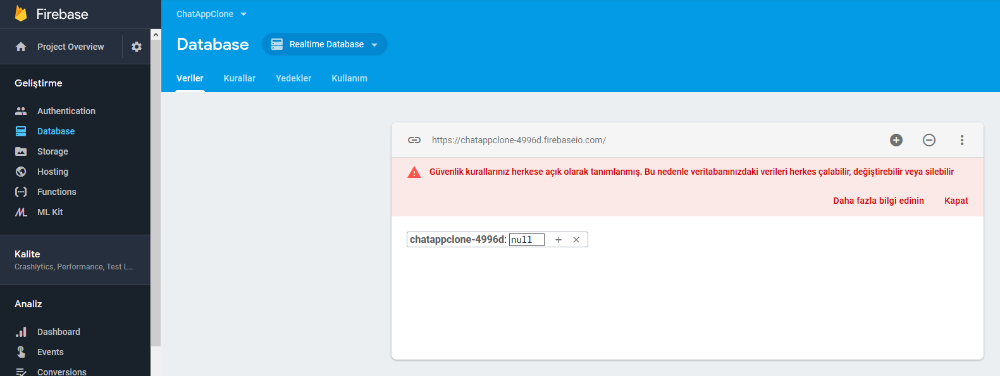 Firebase
Project Overview
Geliştirme
Authentication
Database
Storage
Hosting
Functions
ML Kit
Kalite
Crashlytics, Performance, Test L...
Analiz
Dashboard
Events
Conversions
ChatAppClone
Database
Realtime Database
Veriler Kurallar Yedekler Kullanım
https://chatappclone-4996d.firebaseio.com/
Güvenlik kurallarınız herkese açık olarak tanımlanmış. Bu nedenle veritabanınızdaki verileri herkes çalabilir, değiştirebilir veya silebilir
Daha fazla bilgi edinin Kapat
chatappclone-4996d: null